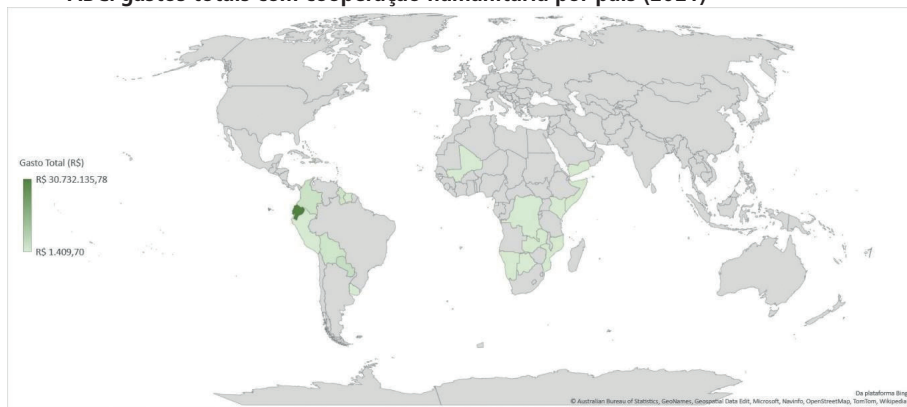 Gasto Total (R$)
R$ 30.732.135,78
R$ 1.409,70
Da plataforma Bing
© Australian Bureau of Statistics, GeoNames, Geospatial Data Edit, Microsoft, Navinfo, OpenStreetMap, TomTom, Wikipedia